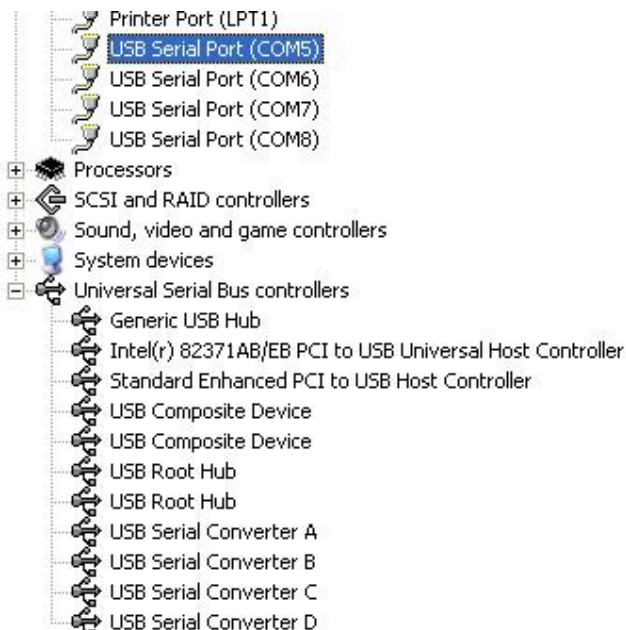 Printer Port (LPT1)
USB Serial Port (COM5)
USB Serial Port (COM6)
USB Serial Port (COM7)
USB Serial Port (COM8)
Processors
SCSI and RAID controllers
Sound, video and game controllers
System devices
Universal Serial Bus controllers
Generic USB Hub
Intel(r) 82371AB/EB PCI to USB Universal Host Controller
Standard Enhanced PCI to USB Host Controller
USB Composite Device
USB Composite Device
USB Root Hub
USB Root Hub
USB Serial Converter A
USB Serial Converter B
USB Serial Converter C
USB Serial Converter D